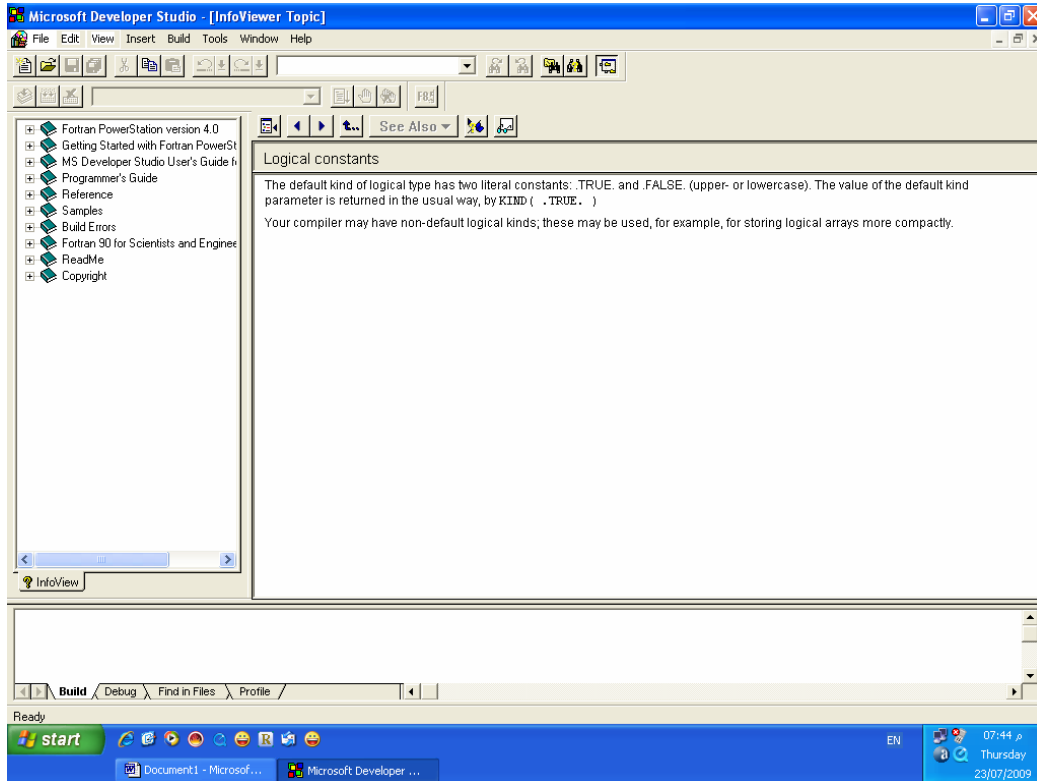 Microsoft Developer Studio - [InfoViewer Topic]
File Edit View Insert Build Tools Window Help
F8
See Also
Fortran PowerStation version 4.0
Getting Started with Fortran PowerSt
MS Developer Studio User's Guide f
Programmer's Guide
Reference
Samples
Build Errors
Fortran 90 for Scientists and Enginee
ReadMe
Copyright
InfoView
Logical constants
The default kind of logical type has two literal constants: .TRUE. and .FALSE. (upper- or lowercase). The value of the default kind
parameter is returned in the usual way, by KIND( .TRUE. )
Your compiler may have non-default logical kinds; these may be used, for example, for storing logical arrays more compactly.
Build Debug Find in Files Profile
Ready
start
EN
07:44 م
Thursday
23/07/2009
Document1 - Microsof...
Microsoft Developer ...